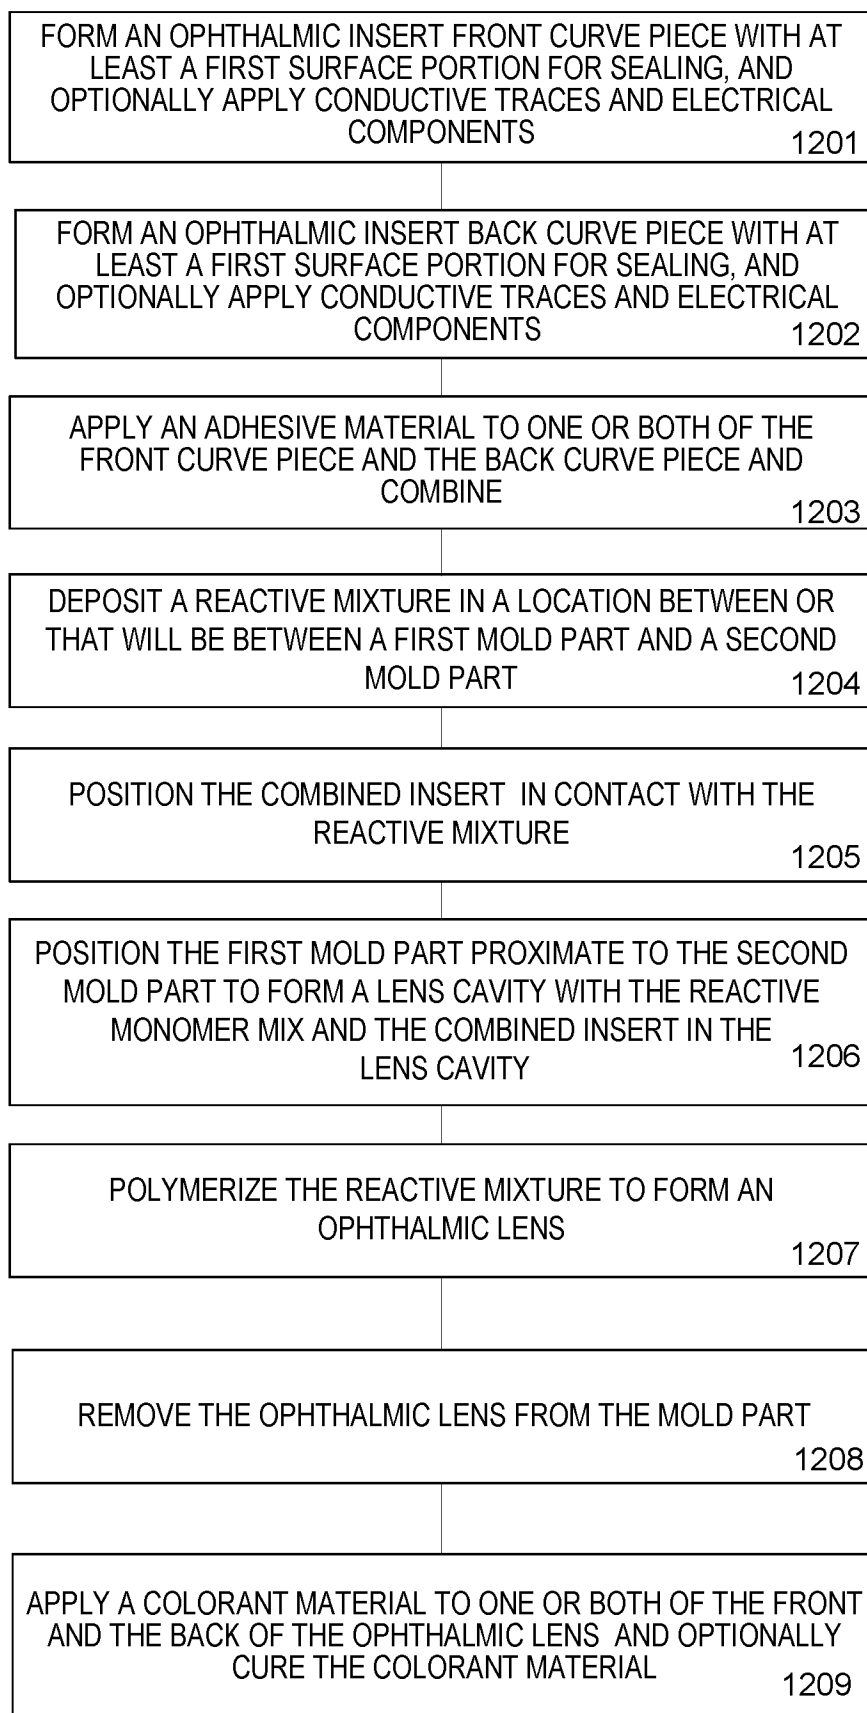 FORM AN OPHTHALMIC INSERT FRONT CURVE PIECE WITH AT
LEAST A FIRST SURFACE PORTION FOR SEALING, AND
OPTIONALLY APPLY CONDUCTIVE TRACES AND ELECTRICAL
COMPONENTS
1201
FORM AN OPHTHALMIC INSERT BACK CURVE PIECE WITH AT
LEAST A FIRST SURFACE PORTION FOR SEALING, AND
OPTIONALLY APPLY CONDUCTIVE TRACES AND ELECTRICAL
COMPONENTS
1202
APPLY AN ADHESIVE MATERIAL TO ONE OR BOTH OF THE
FRONT CURVE PIECE AND THE BACK CURVE PIECE AND
COMBINE
1203
DEPOSIT A REACTIVE MIXTURE IN A LOCATION BETWEEN OR
THAT WILL BE BETWEEN A FIRST MOLD PART AND A SECOND
MOLD PART
1204
POSITION THE COMBINED INSERT IN CONTACT WITH THE
REACTIVE MIXTURE
1205
POSITION THE FIRST MOLD PART PROXIMATE TO THE SECOND
MOLD PART TO FORM A LENS CAVITY WITH THE REACTIVE
MONOMER MIX AND THE COMBINED INSERT IN THE
LENS CAVITY
1206
POLYMERIZE THE REACTIVE MIXTURE TO FORM AN
OPHTHALMIC LENS
1207
REMOVE THE OPHTHALMIC LENS FROM THE MOLD PART
1208
APPLY A COLORANT MATERIAL TO ONE OR BOTH OF THE FRONT
AND THE BACK OF THE OPHTHALMIC LENS AND OPTIONALLY
CURE THE COLORANT MATERIAL
1209